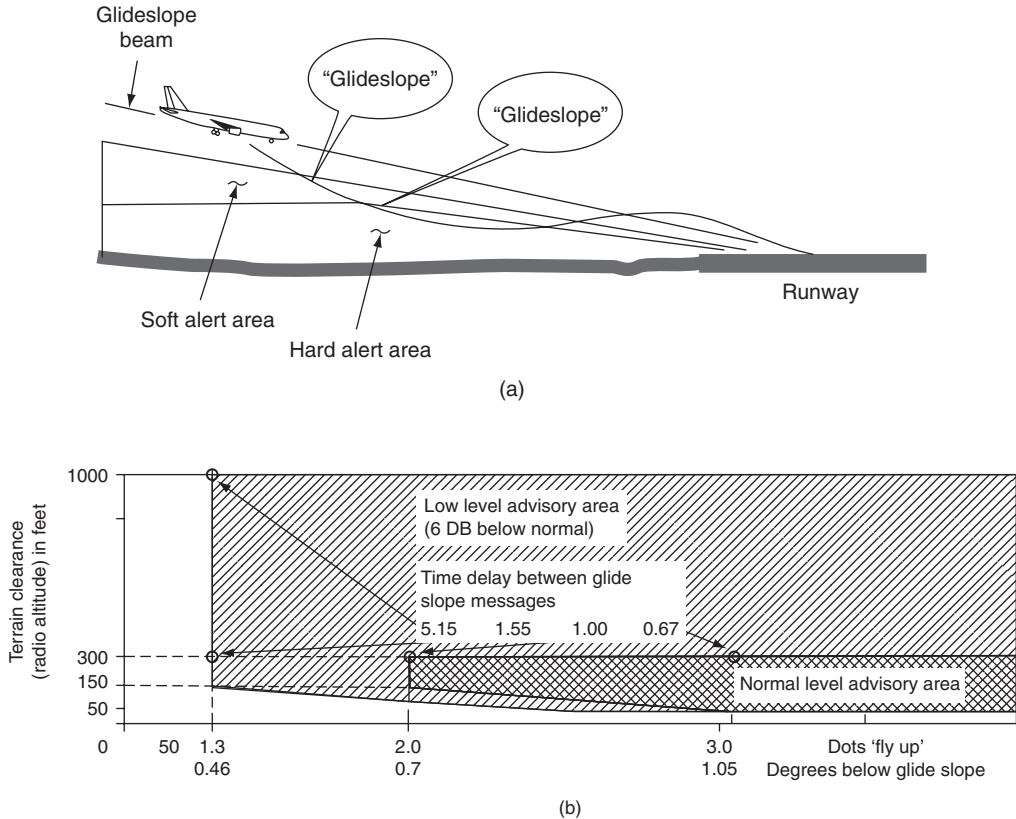 Glideslope
beam
“Glideslope”
“Glideslope”
Soft alert area
Hard alert area
Runway
(a)
Terrain clearance
(radio altitude) in feet
1000
300
150
50
Low level advisory area
(6 DB below normal)
Time delay between glide
slope messages
5.15 1.55 1.00 0.67
Normal level advisory area
0 50 1.3 2.0 3.0 Dots ‘fly up’
0.46 0.7 1.05 Degrees below glide slope
(b)